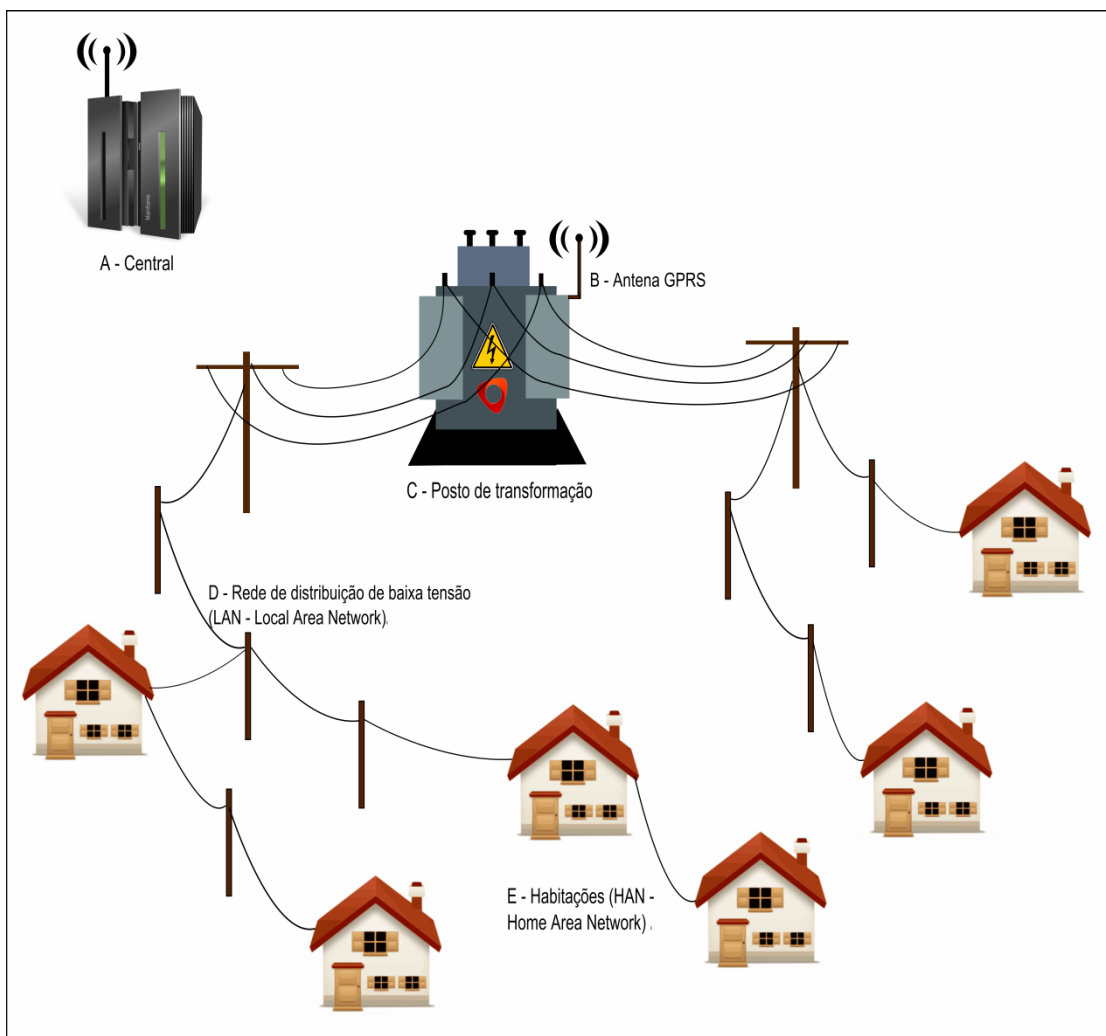 Mainframe
A - Central
B - Antena GPRS
C - Posto de transformação
D - Rede de distribuição de baixa tensão
(LAN - Local Area Network)
E - Habitações (HAN -
Home Area Network)